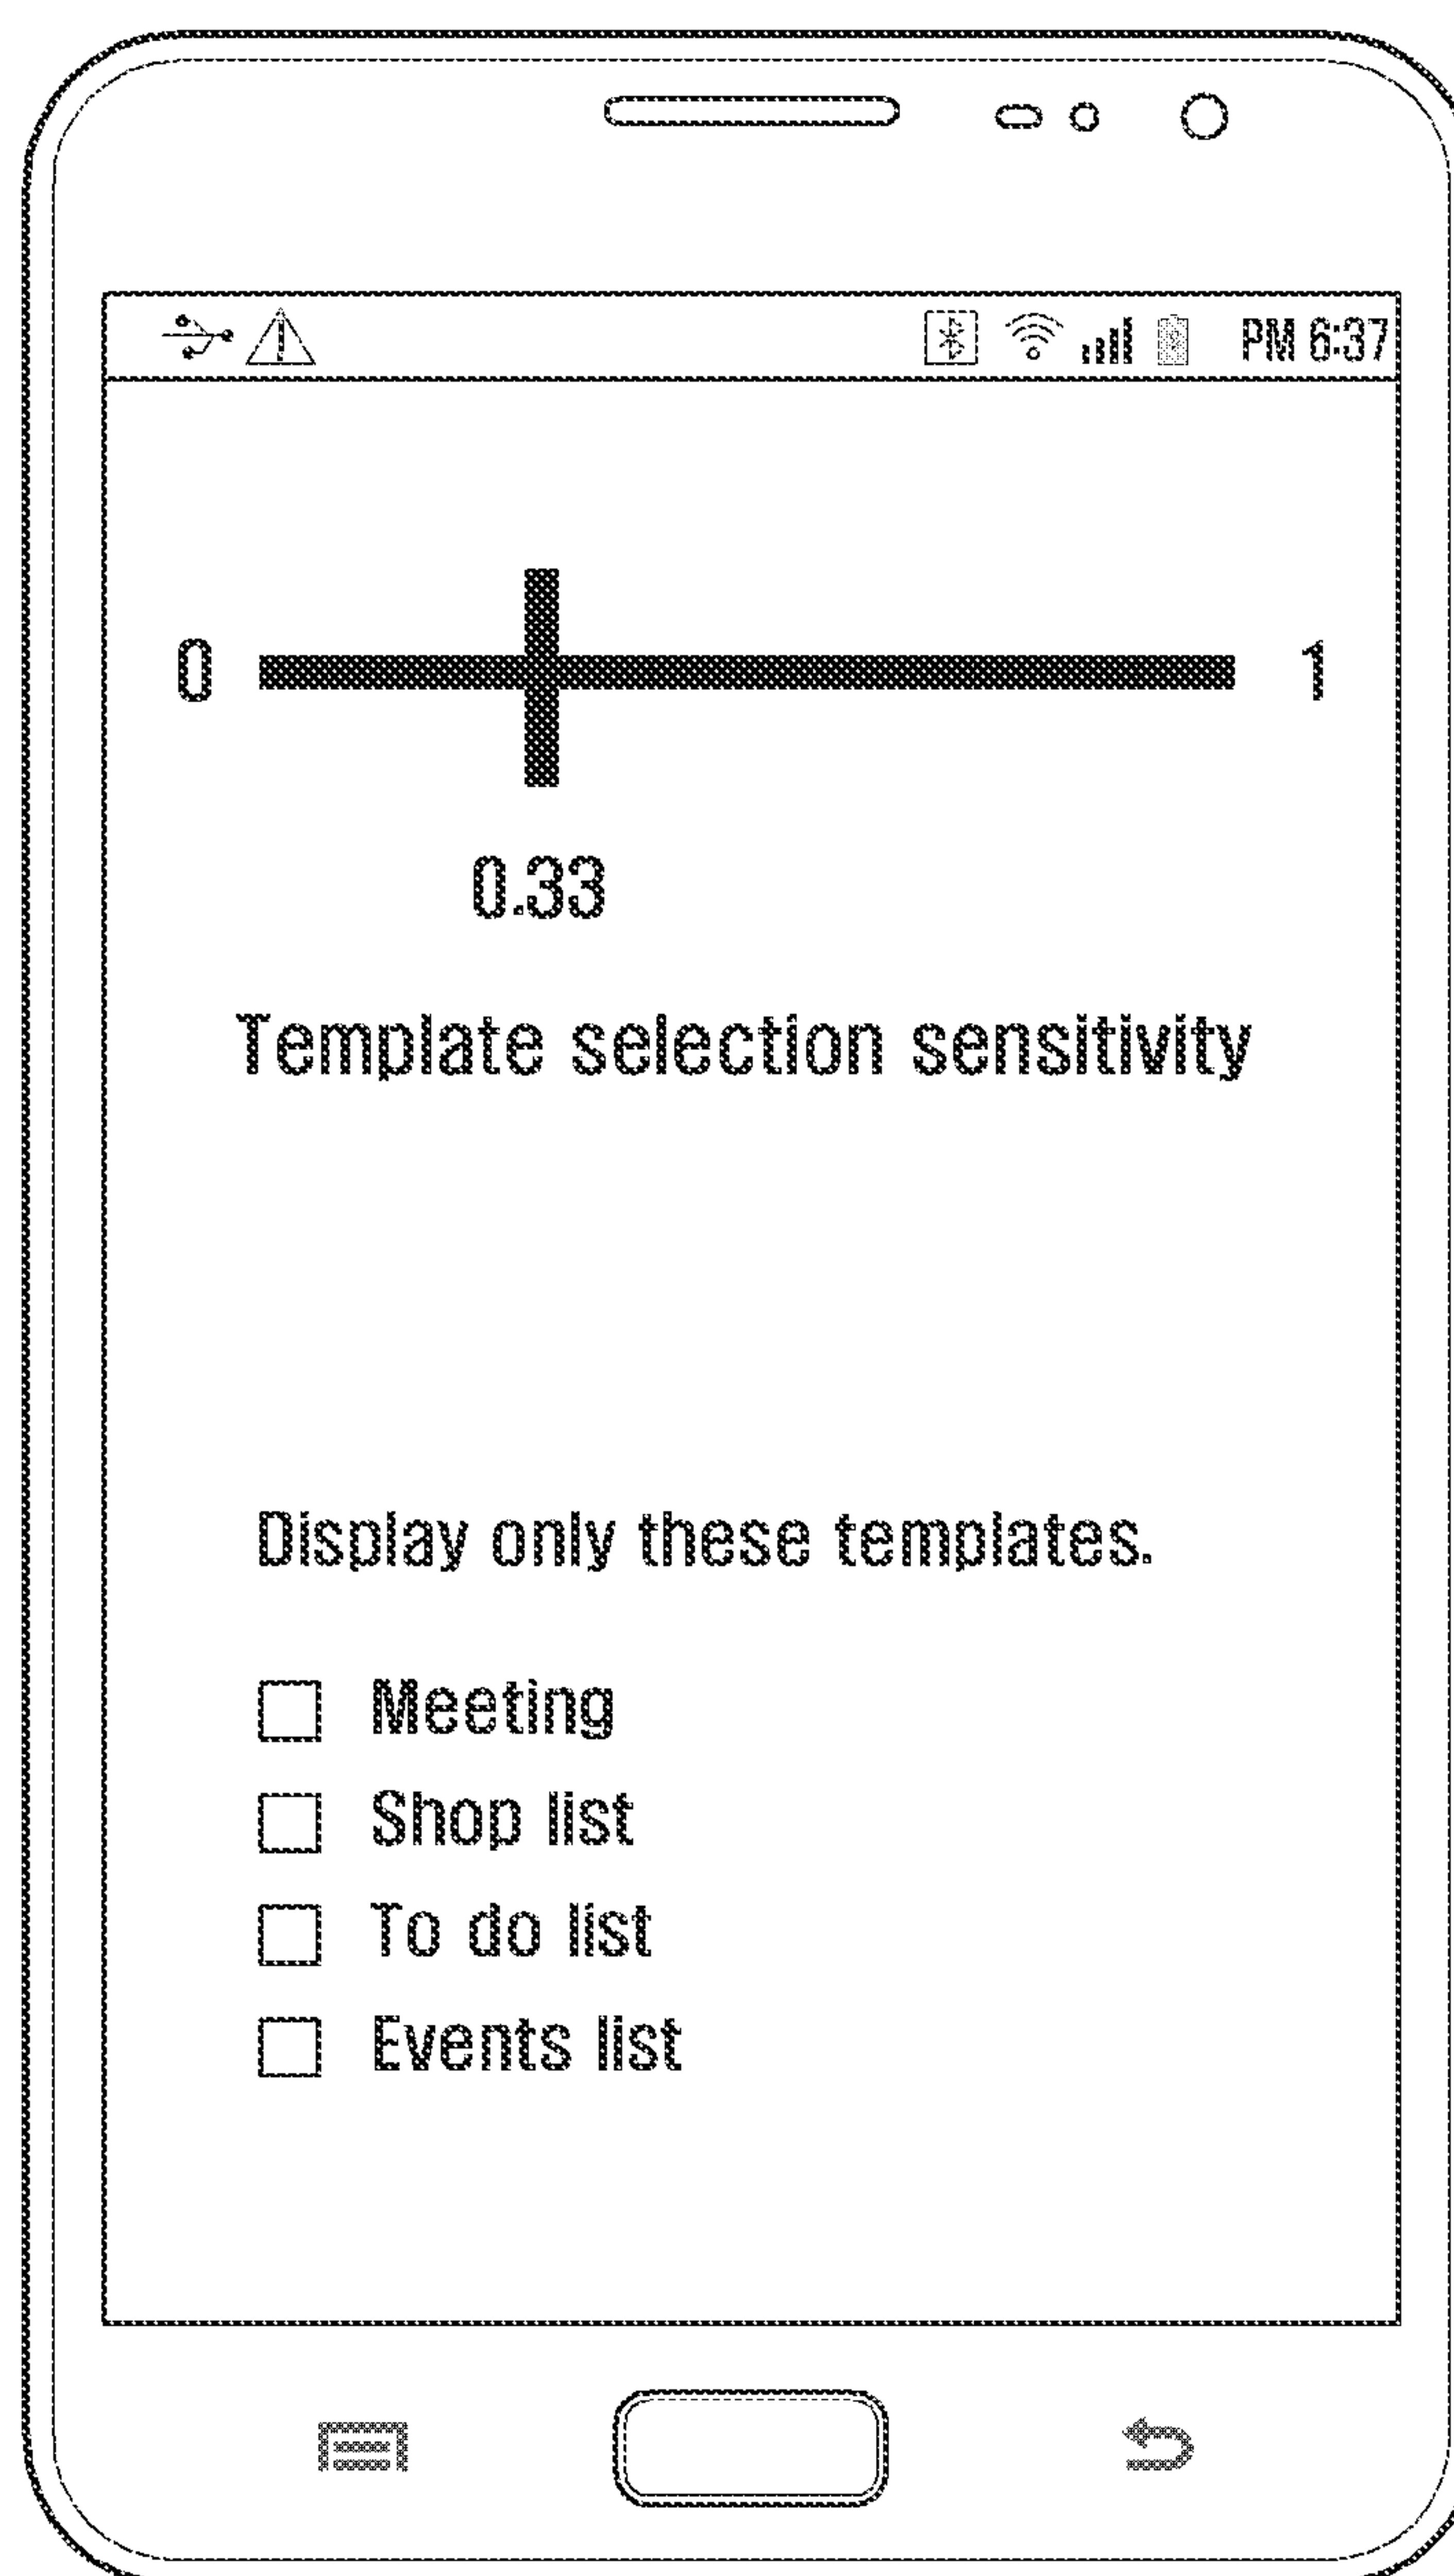 PM 6:37
0 1
0.33
Template selection sensitivity
Display only these templates.
Meeting
Shop list
To do list
Events list